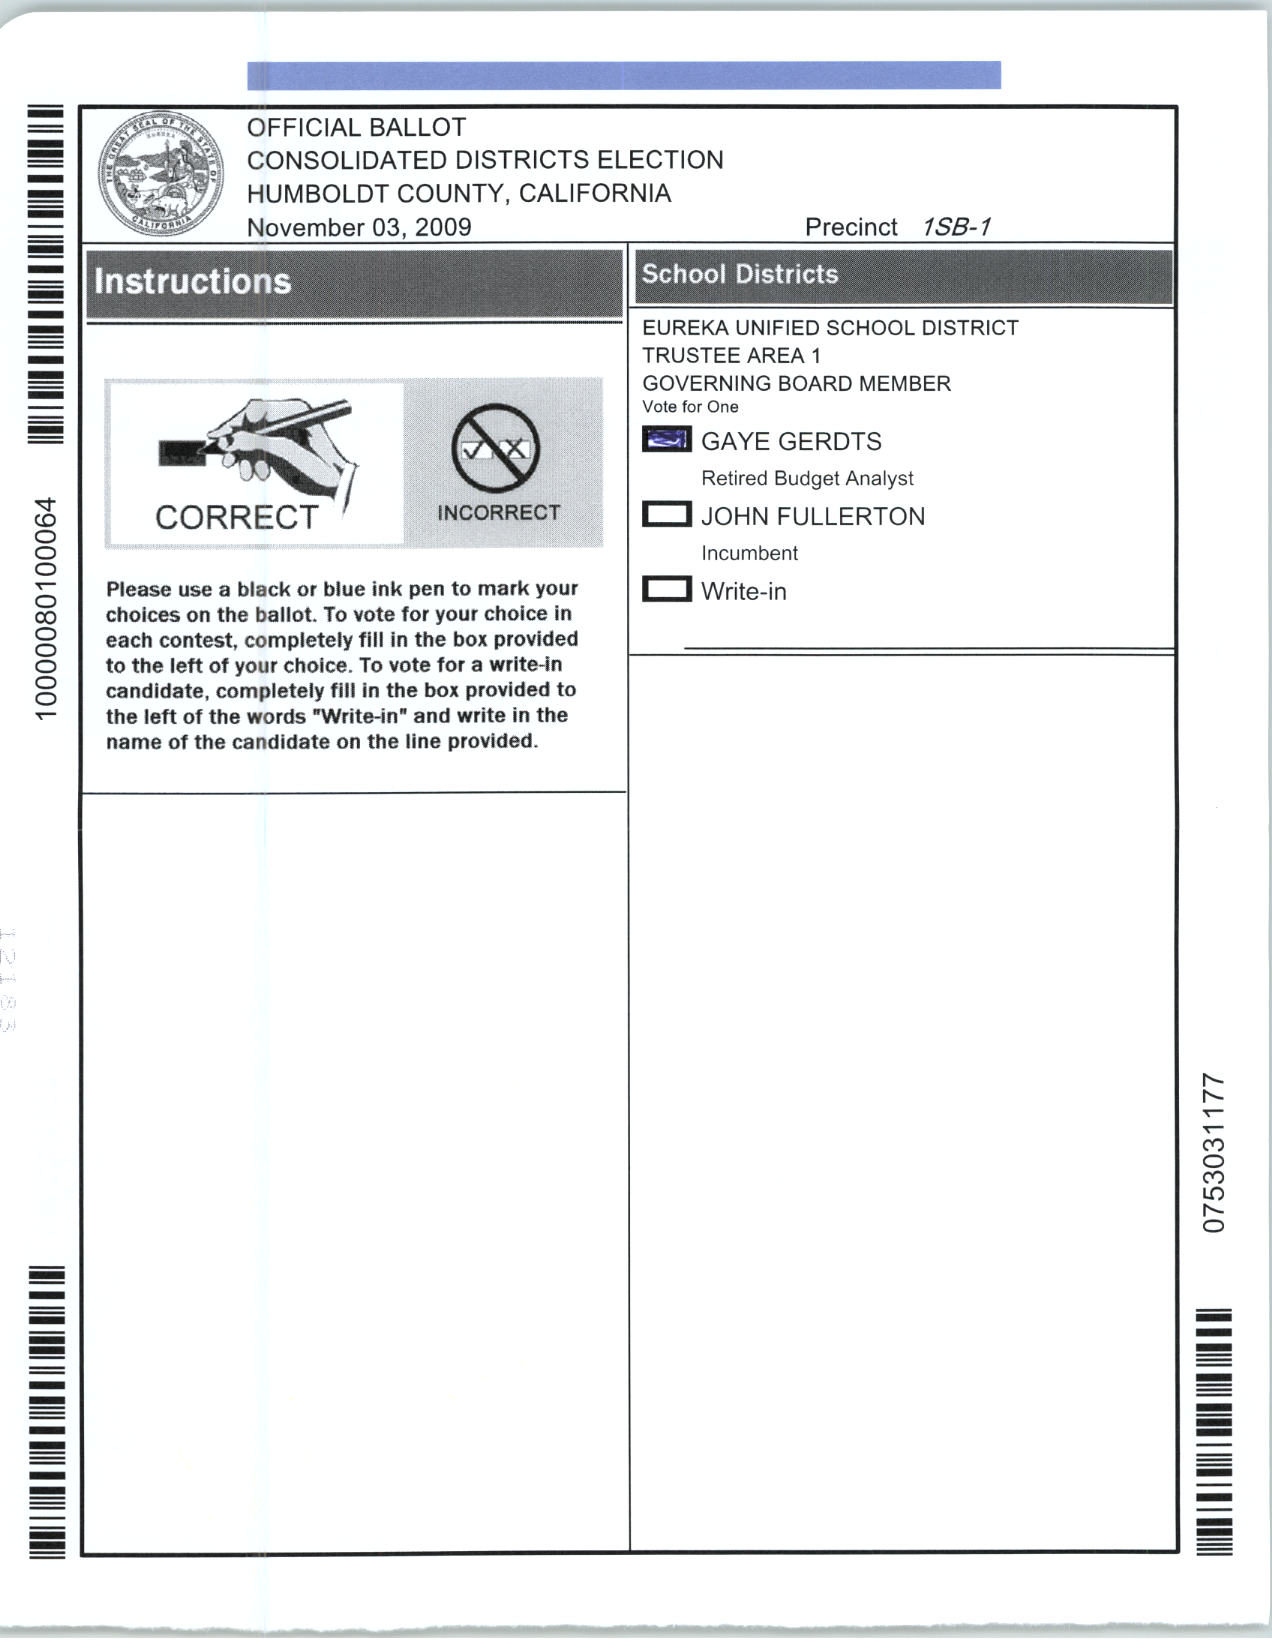 OFFICIAL BALLOT
CONSOLIDATED DISTRICTS ELECTION
HUMBOLDT COUNTY, CALIFORNIA
November 03, 2009 Precinct 1SB-1
THE GREAT SEAL OF THE STATE OF CALIFORNIA
EUREKA
Instructions
CORRECT
INCORRECT
Please use a black or blue ink pen to mark your
choices on the ballot. To vote for your choice in
each contest, completely fill in the box provided
to the left of your choice. To vote for a write-in
candidate, completely fill in the box provided to
the left of the words "Write-in" and write in the
name of the candidate on the line provided.
School Districts
EUREKA UNIFIED SCHOOL DISTRICT
TRUSTEE AREA 1
GOVERNING BOARD MEMBER
Vote for One
GAYE GERDTS
Retired Budget Analyst
JOHN FULLERTON
Incumbent
Write-in
10000080100064
0753031177